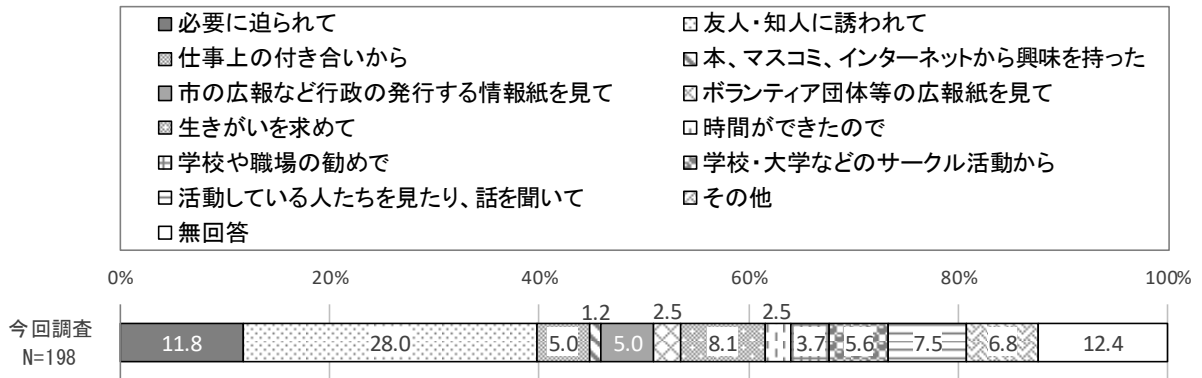 必要に迫られて
友人・知人に誘われて
仕事上の付き合いから
本、マスコミ、インターネットから興味を持った
市の広報など行政の発行する情報紙を見て
ボランティア団体等の広報紙を見て
生きがいを求めて
時間ができたので
学校や職場の勧めで
学校・大学などのサークル活動から
活動している人たちを見たり、話を聞いて
その他
無回答
0% 20% 40% 60% 80% 100%
1.2 2.5 2.5
今回調査
N=198
11.8 28.0 5.0 5.0 8.1 3.7 5.6 7.5 6.8 12.4